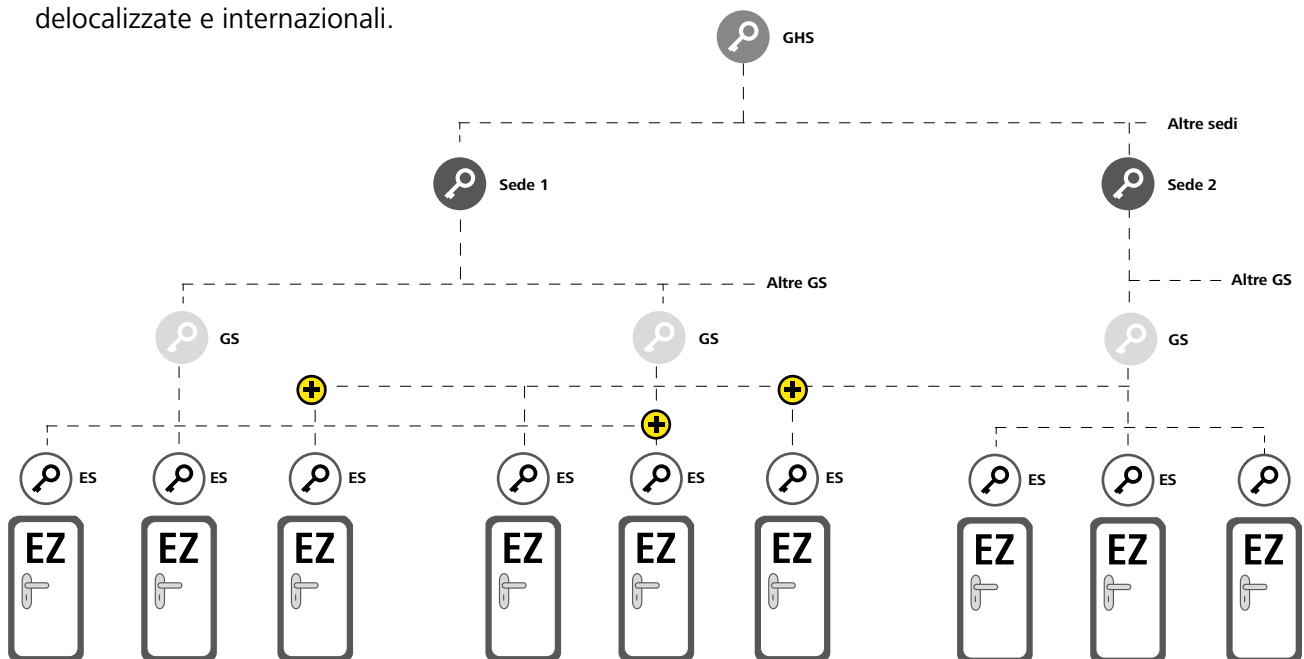 delocalizzate e internazionali.
GHS
Altre sedi
Sede 1
Sede 2
Altre GS
Altre GS
GS
GS
GS
ES
ES
ES
ES
ES
ES
ES
ES
EZ
EZ
EZ
EZ
EZ
EZ
EZ
EZ
EZ